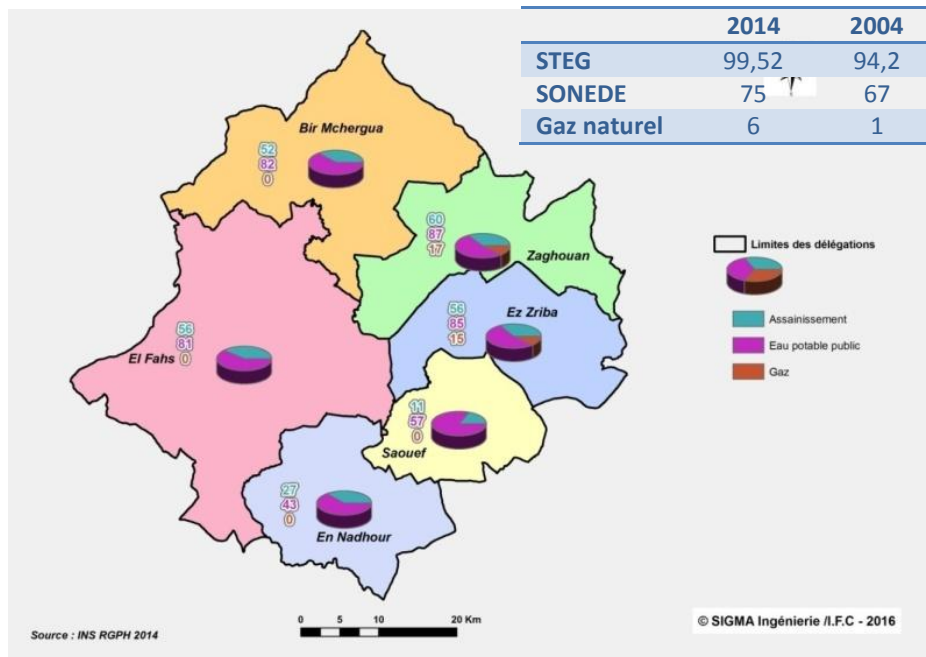 2014 2004
STEG 99,52 94,2
SONEDE 75 67
Gaz naturel 6 1
Bir Mchergua
52
82
0
60
87
17
Zaghouan
Limites des délégations
Assainissement
Eau potable public
Gaz
Ez Zriba
56
85
15
56
81
0
El Fahs
11
57
0
Saouef
27
43
0
En Nadhour
0 5 10 20 Km
Source : INS RGPH 2014
© SIGMA Ingénierie /I.F.C - 2016